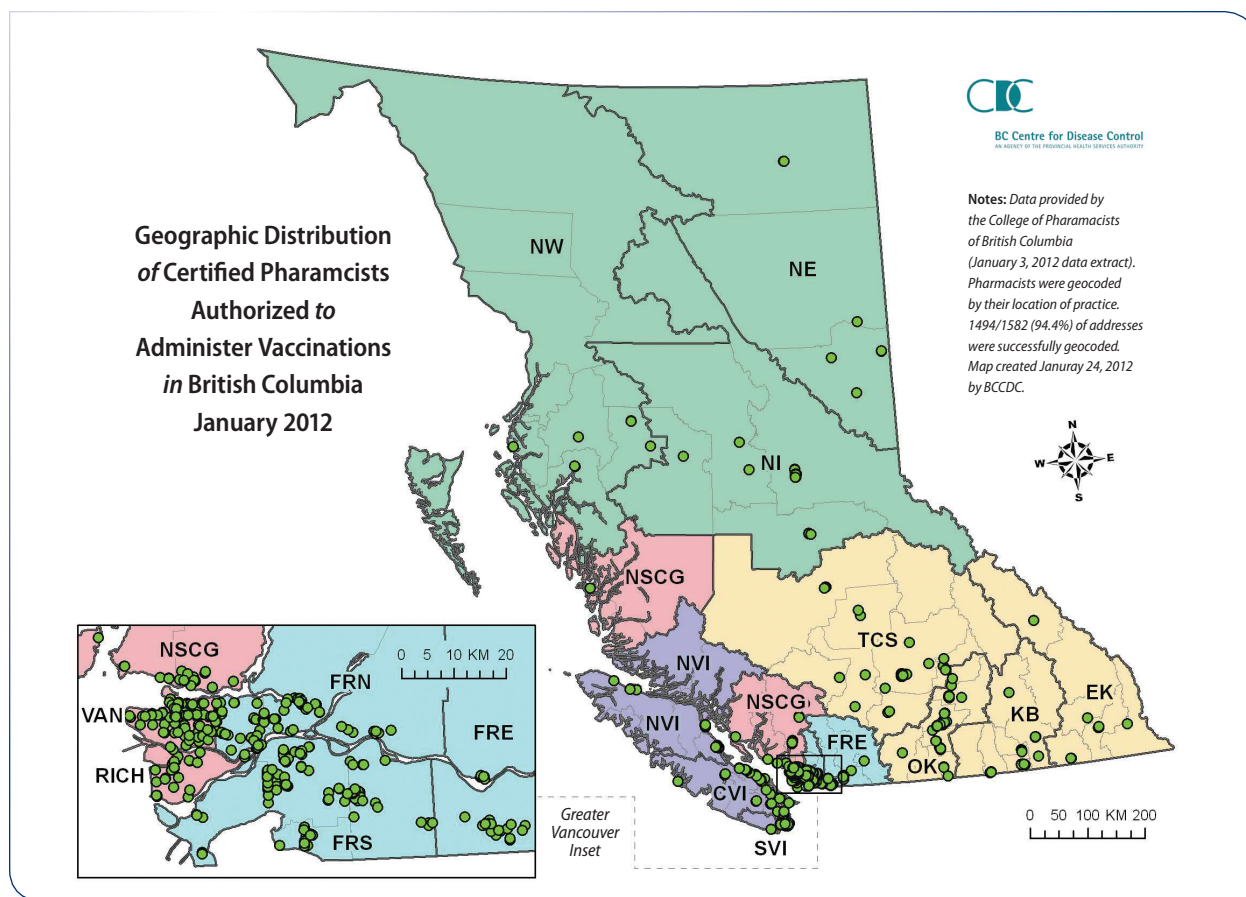 Geographic Distribution
of Certified Pharamcists
Authorized to
Administer Vaccinations
in British Columbia
January 2012
CDC
BC Centre for Disease Control
AN AGENCY OF THE PROVINCIAL HEALTH SERVICES AUTHORITY
Notes: Data provided by
the College of Pharamacists
of British Columbia
(January 3, 2012 data extract).
Pharmacists were geocoded
by their location of practice.
1494/1582 (94.4%) of addresses
were successfully geocoded.
Map created Januray 24, 2012
by BCCDC.
N
W E
S
NW
NE
NI
NSCG
TCS
NVI
NVI
NSCG
FRE
EK
KB
OK
CVI
SVI
0 50 100 KM 200
NSCG
0 5 10 KM 20
FRN
VAN
FRE
RICH
FRS
Greater
Vancouver
Inset